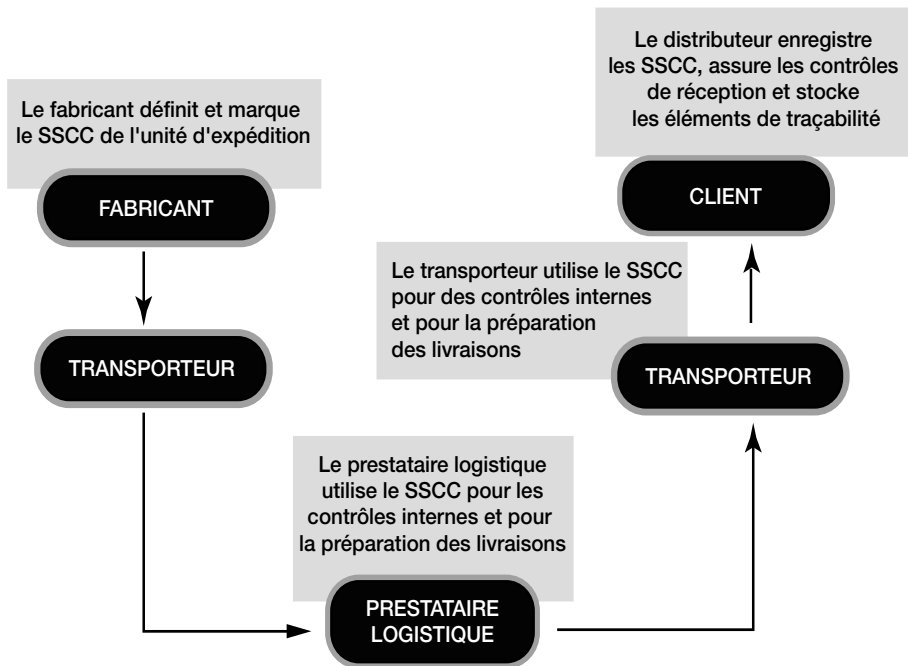 Le fabricant définit et marque
le SSCC de l'unité d'expédition
FABRICANT
TRANSPORTEUR
Le prestataire logistique
utilise le SSCC pour les
contrôles internes et pour
la préparation des livraisons
PRESTATAIRE
LOGISTIQUE
Le transporteur utilise le SSCC
pour des contrôles internes
et pour la préparation
des livraisons
TRANSPORTEUR
Le distributeur enregistre
les SSCC, assure les contrôles
de réception et stocke
les éléments de traçabilité
CLIENT